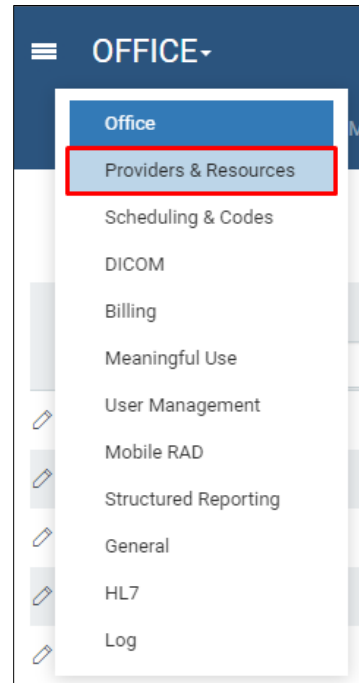 OFFICE
Office
M
Providers & Resources
Scheduling & Codes
DICOM
Billing
Meaningful Use
User Management
Mobile RAD
Structured Reporting
General
HL7
Log